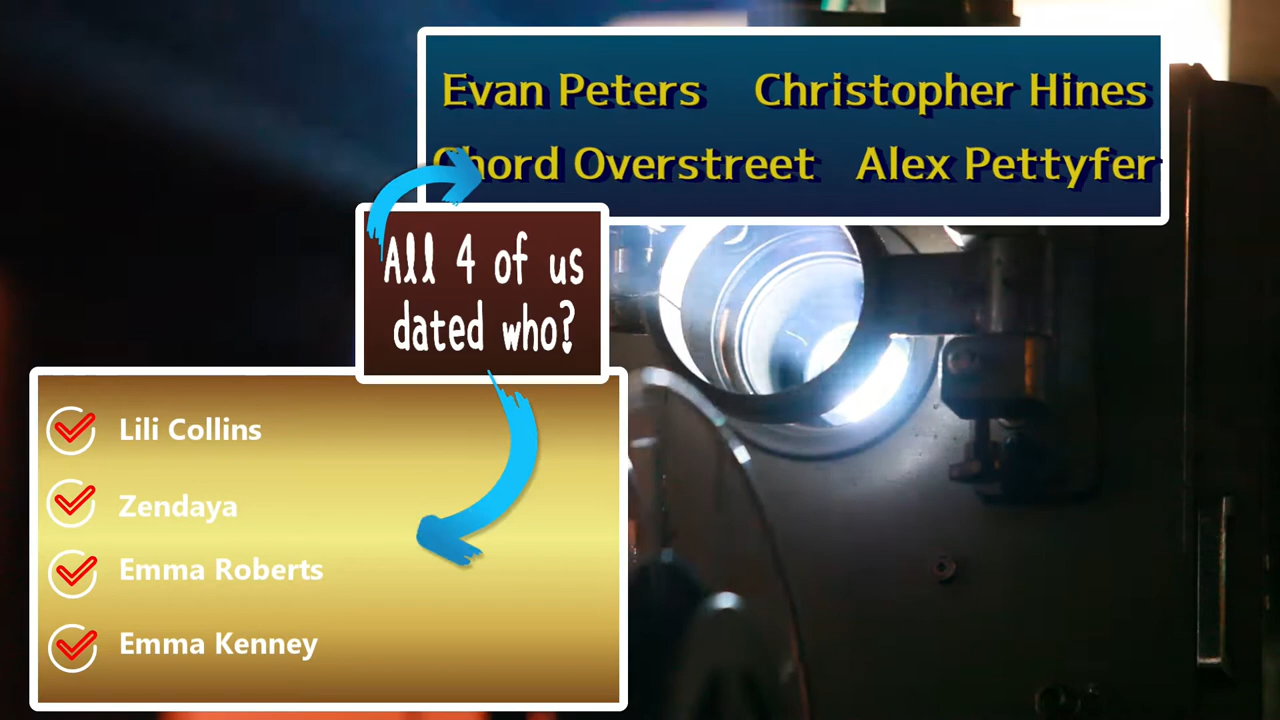 Evan Peters Christopher Hines
Chord Overstreet Alex Pettyfer
All 4 of us
dated who?
Lili Collins
Zendaya
Emma Roberts
Emma Kenney